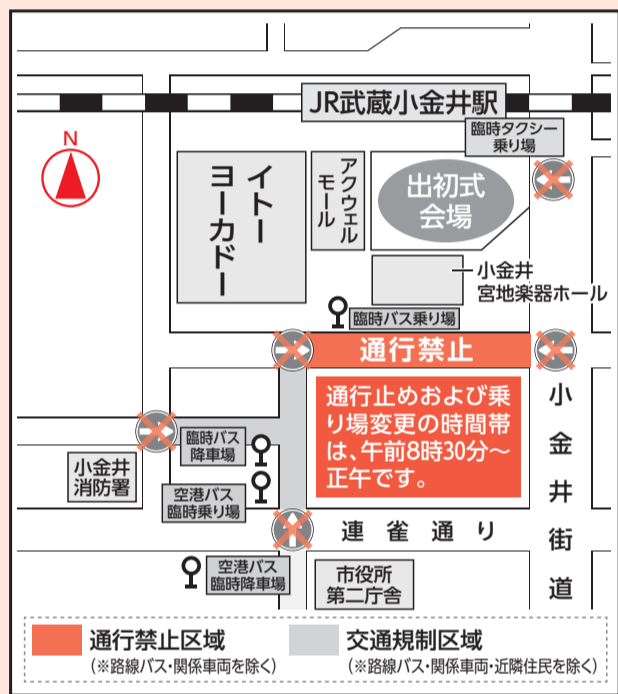 JR武蔵小金井駅
臨時タクシー
乗り場
N
イトー
ヨーカドー
アクウェル
モール
出初式
会場
小金井
宮地楽器ホール
臨時バス乗り場
通行禁止
通行止めおよび乗
り場変更の時間帯
は、午前8時30分～
正午です。
小金井街道
臨時バス
降車場
小金井
消防署
空港バス
臨時乗り場
連雀通り
空港バス
臨時降車場
市役所
第二庁舎
通行禁止区域
(※路線バス・関係車両を除く)
交通規制区域
(※路線バス・関係車両・近隣住民を除く)